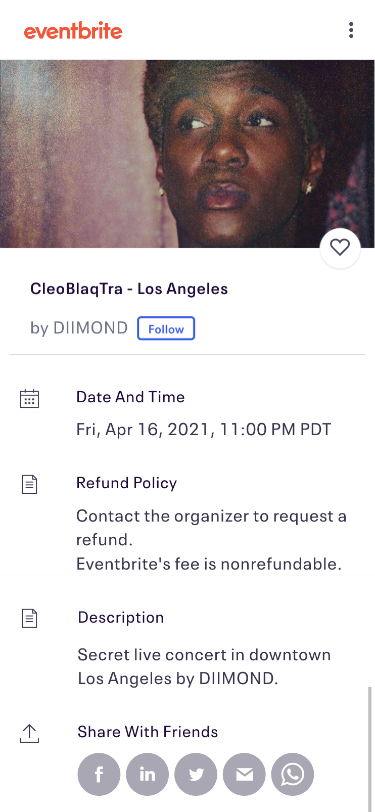 eventbrite
CleoBlaqTra - Los Angeles
by DIIMOND Follow
Date And Time
Fri, Apr 16, 2021, 11:00 PM PDT
Refund Policy
Contact the organizer to request a
refund.
Eventbrite's fee is nonrefundable.
Description
Secret live concert in downtown
Los Angeles by DIIMOND.
Share With Friends